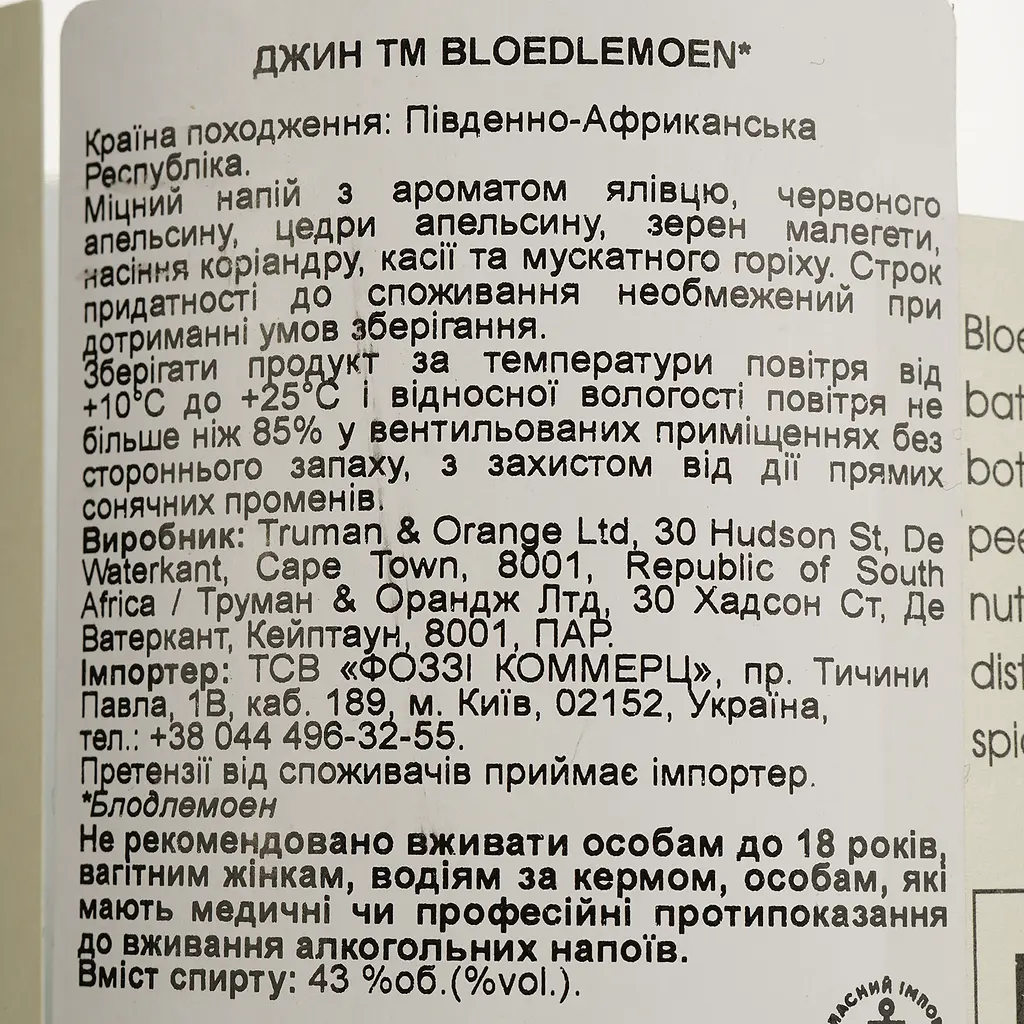 ДЖИН ТМ BLOEDLEMOEN*
Країна походження: Південно-Африканська
Республіка.
Міцний напій з ароматом ялівцю, червоного
апельсину, цедри апельсину, зерен малегети,
насіння коріандру, касії та мускатного горіху. Строк
придатності до споживання необмежений при
дотриманні умов зберігання.
Зберігати продукт за температури повітря від
+10°С до +25°С і відносної вологості повітря не
більше ніж 85% у вентильованих приміщеннях без
стороннього запаху, з захистом від дії прямих
сонячних променів.
Виробник: Truman & Orange Ltd, 30 Hudson St, De
Waterkant, Cape Town, 8001, Republic of South
Africa / Труман & Орандж Лтд, 30 Хадсон Ст, Де
Ватеркант, Кейптаун, 8001, ПАР.
Імпортер: ТСВ «ФОЗЗІ КОММЕРЦ», пр. Тичини
Павла, 1В, каб. 189, м. Київ, 02152, Україна,
тел.: +38 044 496-32-55.
Претензії від споживачів приймає імпортер.
*Блодлемоен
Не рекомендовано вживати особам до 18 років,
вагітним жінкам, водіям за кермом, особам, які
мають медичні чи професійні протипоказання
до вживання алкогольних напоїв.
Вміст спирту: 43 %об.(%vol.).